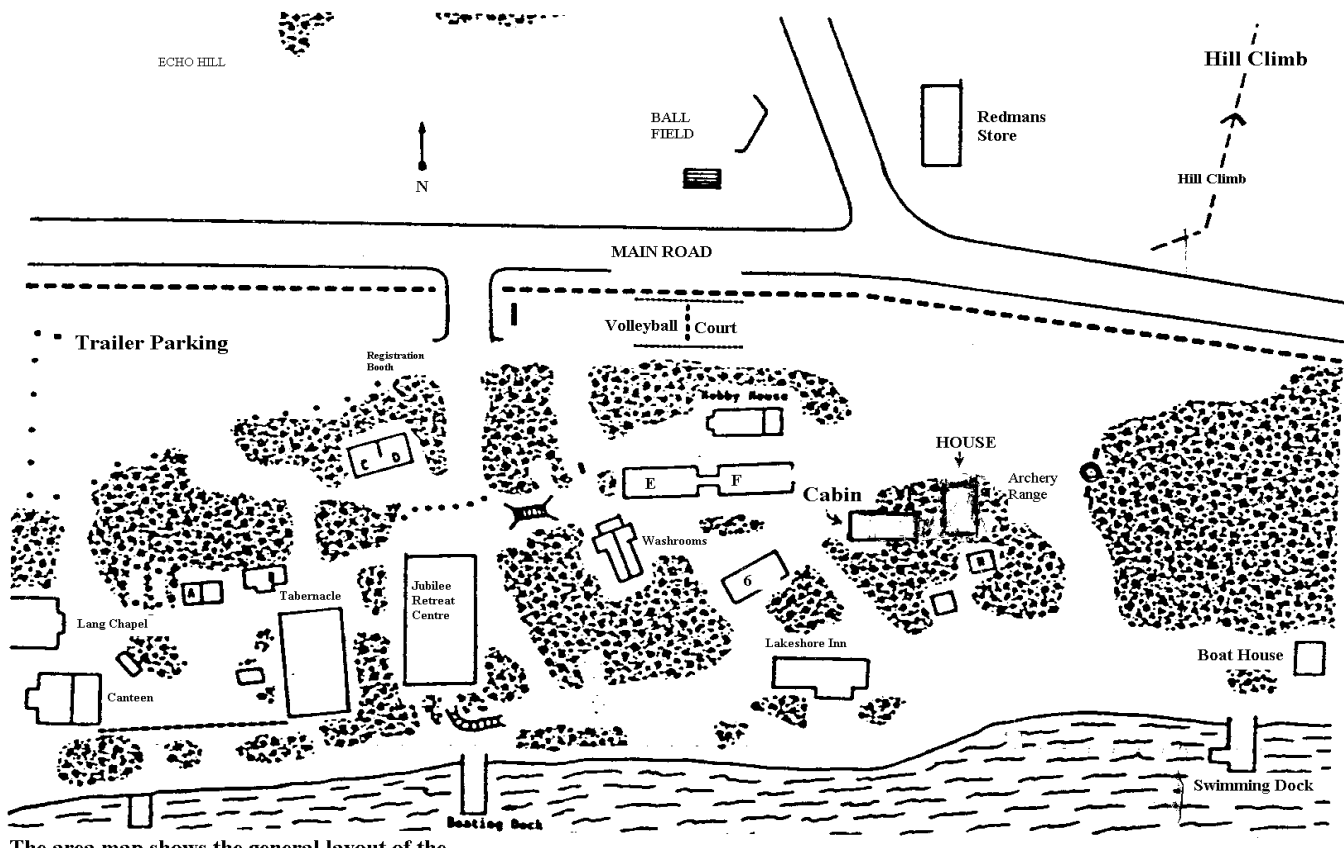 ECHO HILL
Hill Climb
BALL
FIELD
Redmans
Store
N
Hill Climb
MAIN ROAD
Volleyball Court
Trailer Parking
Registration
Booth
Hobby House
C D
HOUSE
E F
Archery
Range
Cabin
Washrooms
6
A
Jubilee
Retreat
Centre
Tabernacle
Lang Chapel
Lakeshore Inn
Boat House
Canteen
Swimming Dock
Boating Dock
The area map shows the general layout of the